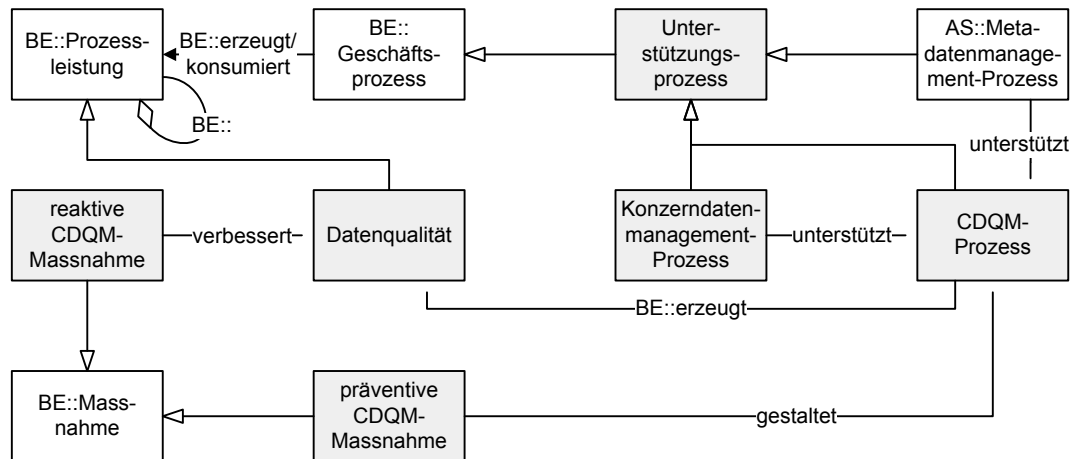 BE::Prozess-
leistung
BE::erzeugt/
konsumiert
BE::
Geschäfts-
prozess
Unter-
stützungs-
prozess
AS::Meta-
datenmanage-
ment-Prozess
BE::
unterstützt
reaktive
CDQM-
Massnahme
verbessert
Datenqualität
Konzerndaten-
management-
Prozess
unterstützt
CDQM-
Prozess
BE::erzeugt
BE::Mass-
nahme
präventive
CDQM-
Massnahme
gestaltet